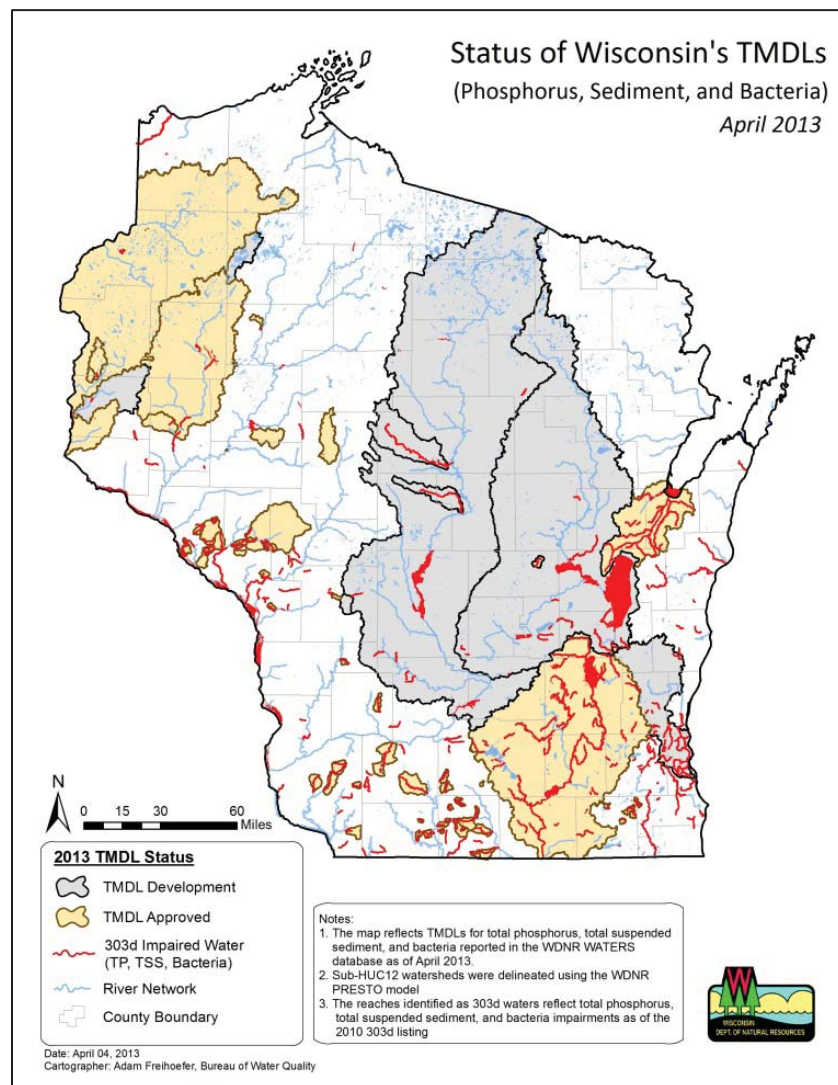 Status of Wisconsin's TMDLs
(Phosphorus, Sediment, and Bacteria)
April 2013
N
0 15 30 60
Miles
2013 TMDL Status
TMDL Development
TMDL Approved
303d Impaired Water
(TP, TSS, Bacteria)
River Network
County Boundary
Notes:
1. The map reflects TMDLs for total phosphorus, total suspended
sediment, and bacteria reported in the WDNR WATERS
database as of April 2013.
2. Sub-HUC12 watersheds were delineated using the WDNR
PRESTO model
3. The reaches identified as 303d waters reflect total phosphorus,
total suspended sediment, and bacteria impairments as of the
2010 303d listing
WISCONSIN
DEPT. OF NATURAL RESOURCES
Date: April 04, 2013
Cartographer: Adam Freihoefer, Bureau of Water Quality